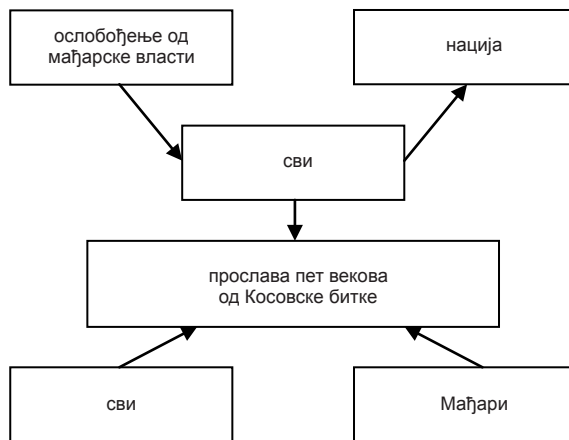 ослобођење од
мађарске власти
нација
сви
прослава пет векова
од Косовске битке
сви
Мађари